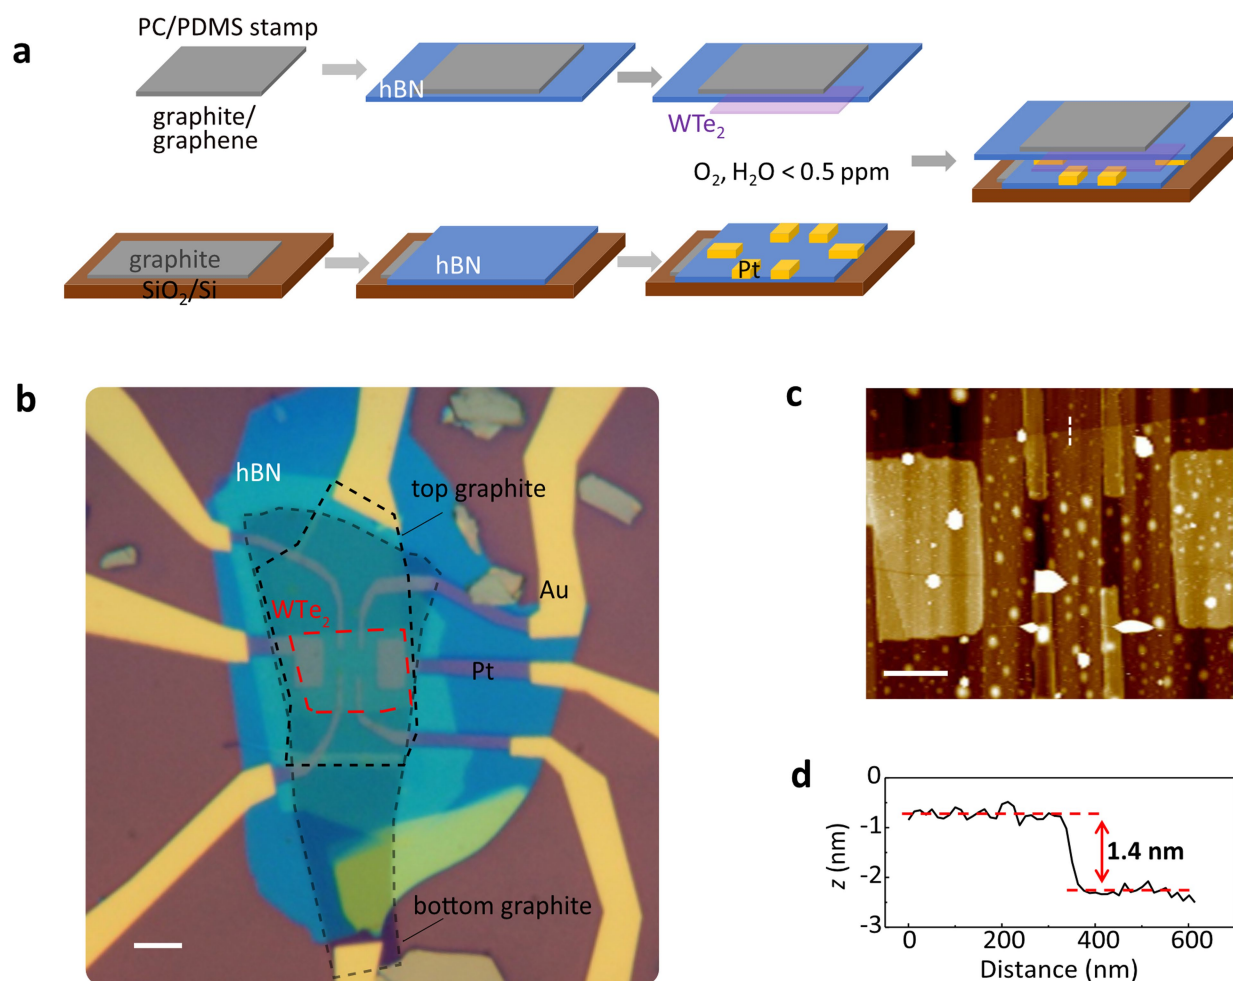 a
PC/PDMS stamp
graphite/
graphene
hBN
WTe₂
O₂, H₂O < 0.5 ppm
graphite
SiO₂/Si
hBN
Pt
b
hBN
top graphite
WTe₂
Au
Pt
bottom graphite
c
d
0
-1
-2
-3
z (nm)
1.4 nm
0 200 400 600
Distance (nm)